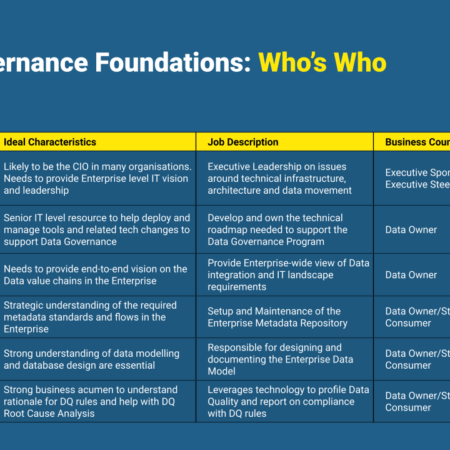 ernance Foundations: Who's Who
Ideal Characteristics
Job Description
Business Coun
Likely to be the CIO in many organisations.
Needs to provide Enterprise level IT vision
and leadership
Executive Leadership on issues
around technical infrastructure,
architecture and data movement
Executive Spon
Executive Stee
Senior IT level resource to help deploy and
manage tools and related tech changes to
support Data Governance
Develop and own the technical
roadmap needed to support the
Data Governance Program
Data Owner
Needs to provide end-to-end vision on the
Data value chains in the Enterprise
Provide Enterprise-wide view of Data
integration and IT landscape
requirements
Data Owner
Strategic understanding of the required
metadata standards and flows in the
Enterprise
Setup and Maintenance of the
Enterprise Metadata Repository
Data Owner/St
Consumer
Strong understanding of data modelling
and database design are essential
Responsible for designing and
documenting the Enterprise Data
Model
Data Owner/St
Consumer
Strong business acumen to understand
rationale for DQ rules and help with DQ
Root Cause Analysis
Leverages technology to profile Data
Quality and report on compliance
with DQ rules
Data Owner/St
Consumer